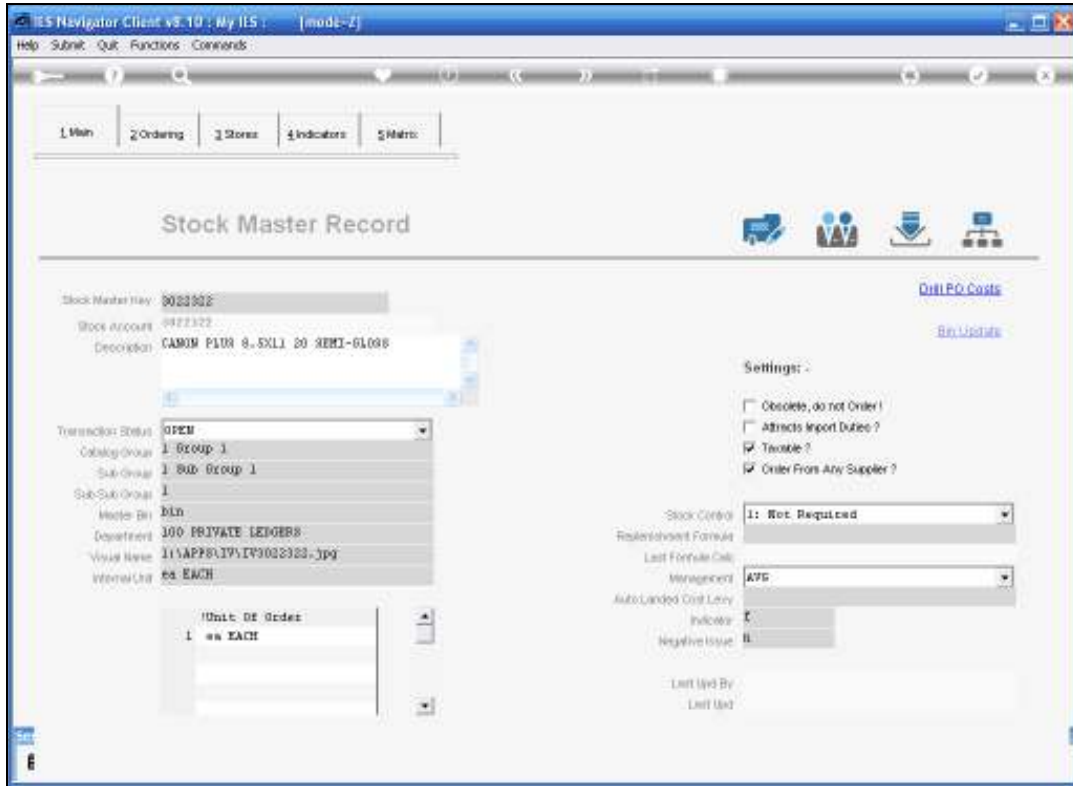 IES Navigator Client v8.10 : My IES : [mode-Z]
Help Submit Quit Functions Commands
1 Main 2 Ordering 3 Stores 4 Indicators 5 Matrix
Stock Master Record
Drill PO Costs
Stock Master Key 3022322
Stock Account 3022322
Bin Update
Description CANON PLUS 8.5X11 20 SEMI-GLOSS
Settings: -
Obsolete, do not Order !
Attracts Import Duties ?
Transaction Status OPEN
Taxable ?
Catalog Group 1 Group 1
Order From Any Supplier ?
Sub Group 1 Sub Group 1
Sub-Sub Group 1
Master Bin bin
Stock Control 1: Not Required
Department 100 PRIVATE LEDGERS
Replenishment Formula
Visual Name I:\APPS\IV\IV3022322.jpg
Last Formula Calc
Internal Unit ea EACH
Management AVG
Auto Landed Cost Levy
!Unit Of Order
Indicator
1 ea EACH
Negative Issue
Last Upd By
Last Upd